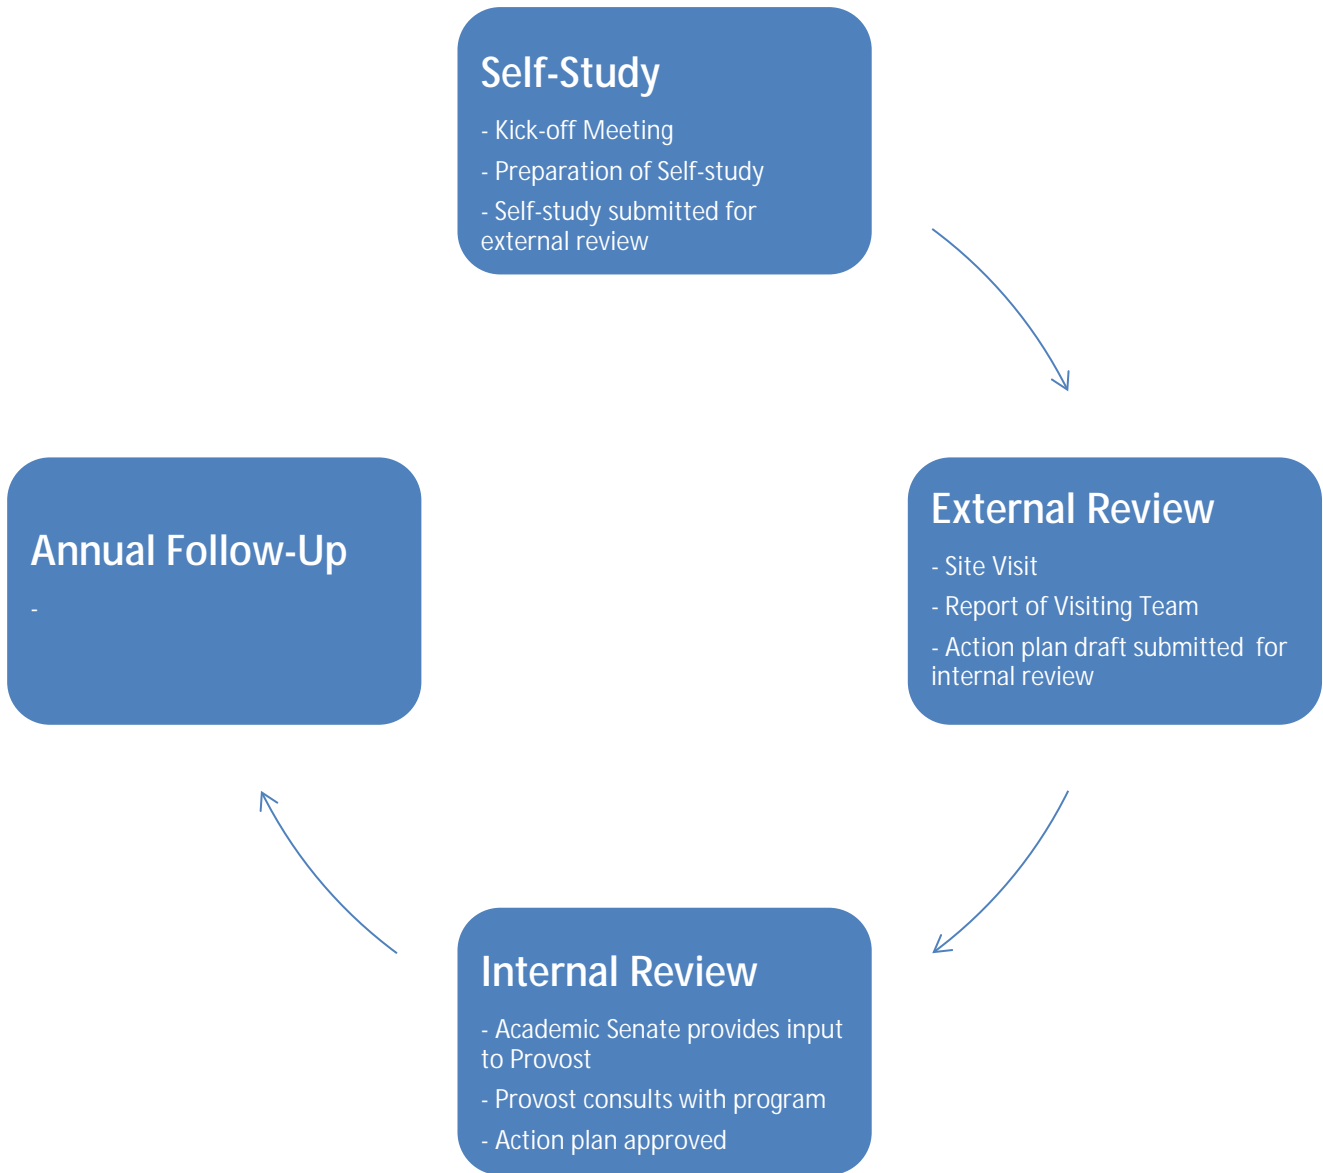 Self-Study
- Kick-off Meeting
- Preparation of Self-study
- Self-study submitted for
external review
Annual Follow-Up
-
External Review
- Site Visit
- Report of Visiting Team
- Action plan draft submitted  for
internal review
Internal Review
- Academic Senate provides input
to Provost
- Provost consults with program
- Action plan approved